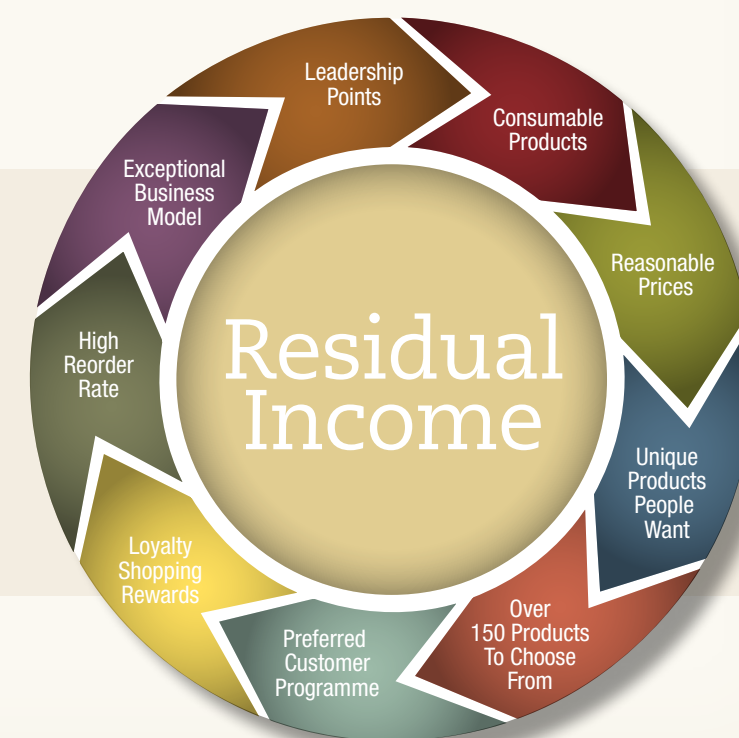 Residual
Income
Leadership
Points
Consumable
Products
Reasonable
Prices
Unique
Products
People
Want
Over
150 Products
To Choose
From
Preferred
Customer
Programme
Loyalty
Shopping
Rewards
High
Reorder
Rate
Exceptional
Business
Model